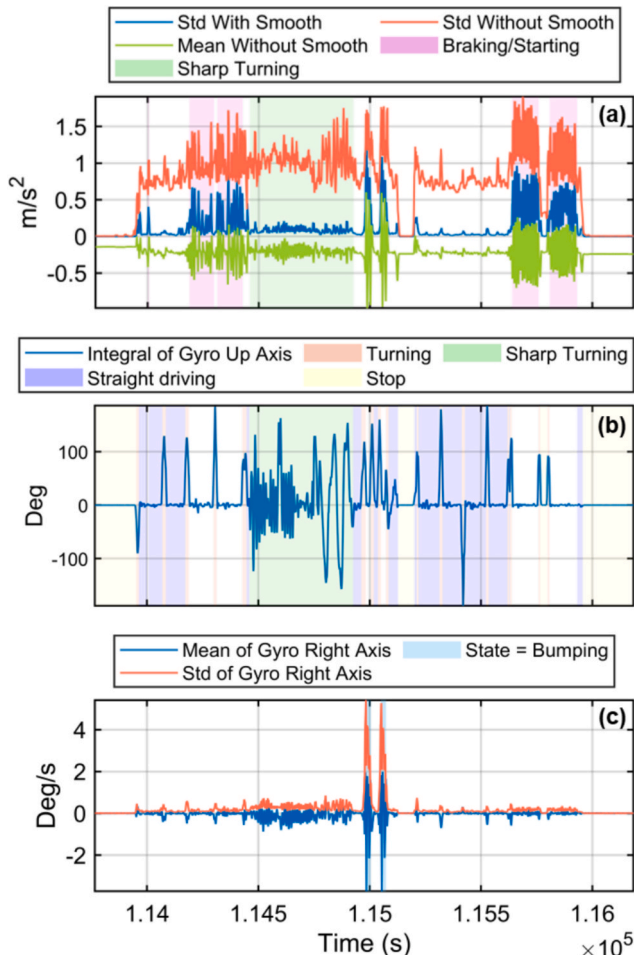 Std With Smooth Std Without Smooth
Mean Without Smooth Braking/Starting
Sharp Turning
(a)
1.5
1
0.5
0
-0.5
m/s²
Integral of Gyro Up Axis Turning Sharp Turning
Straight driving Stop
(b)
100
0
-100
Deg
Mean of Gyro Right Axis State = Bumping
Std of Gyro Right Axis
(c)
4
2
0
-2
Deg/s
1.14 1.145 1.15 1.155 1.16
Time (s) ×10⁵